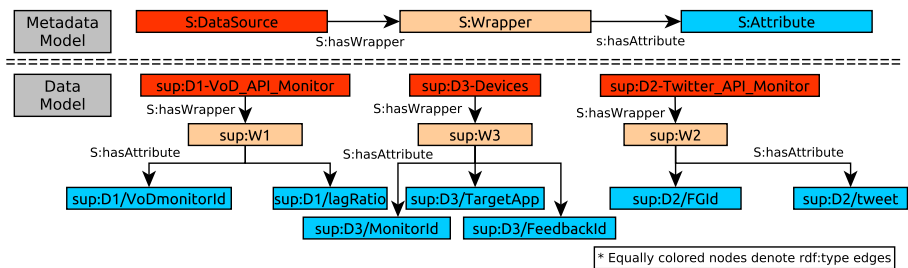 Metadata
Model
S:DataSource
S:hasWrapper
S:Wrapper
s:hasAttribute
S:Attribute
Data
Model
sup:D1-VoD_API_Monitor
sup:D3-Devices
sup:D2-Twitter_API_Monitor
S:hasWrapper
S:hasWrapper
S:hasWrapper
sup:W1
sup:W3
sup:W2
S:hasAttribute
S:hasAttribute
S:hasAttribute
sup:D1/VoDmonitorId
sup:D1/lagRatio
sup:D3/TargetApp
sup:D2/FGId
sup:D2/tweet
sup:D3/MonitorId
sup:D3/FeedbackId
* Equally colored nodes denote rdf:type edges